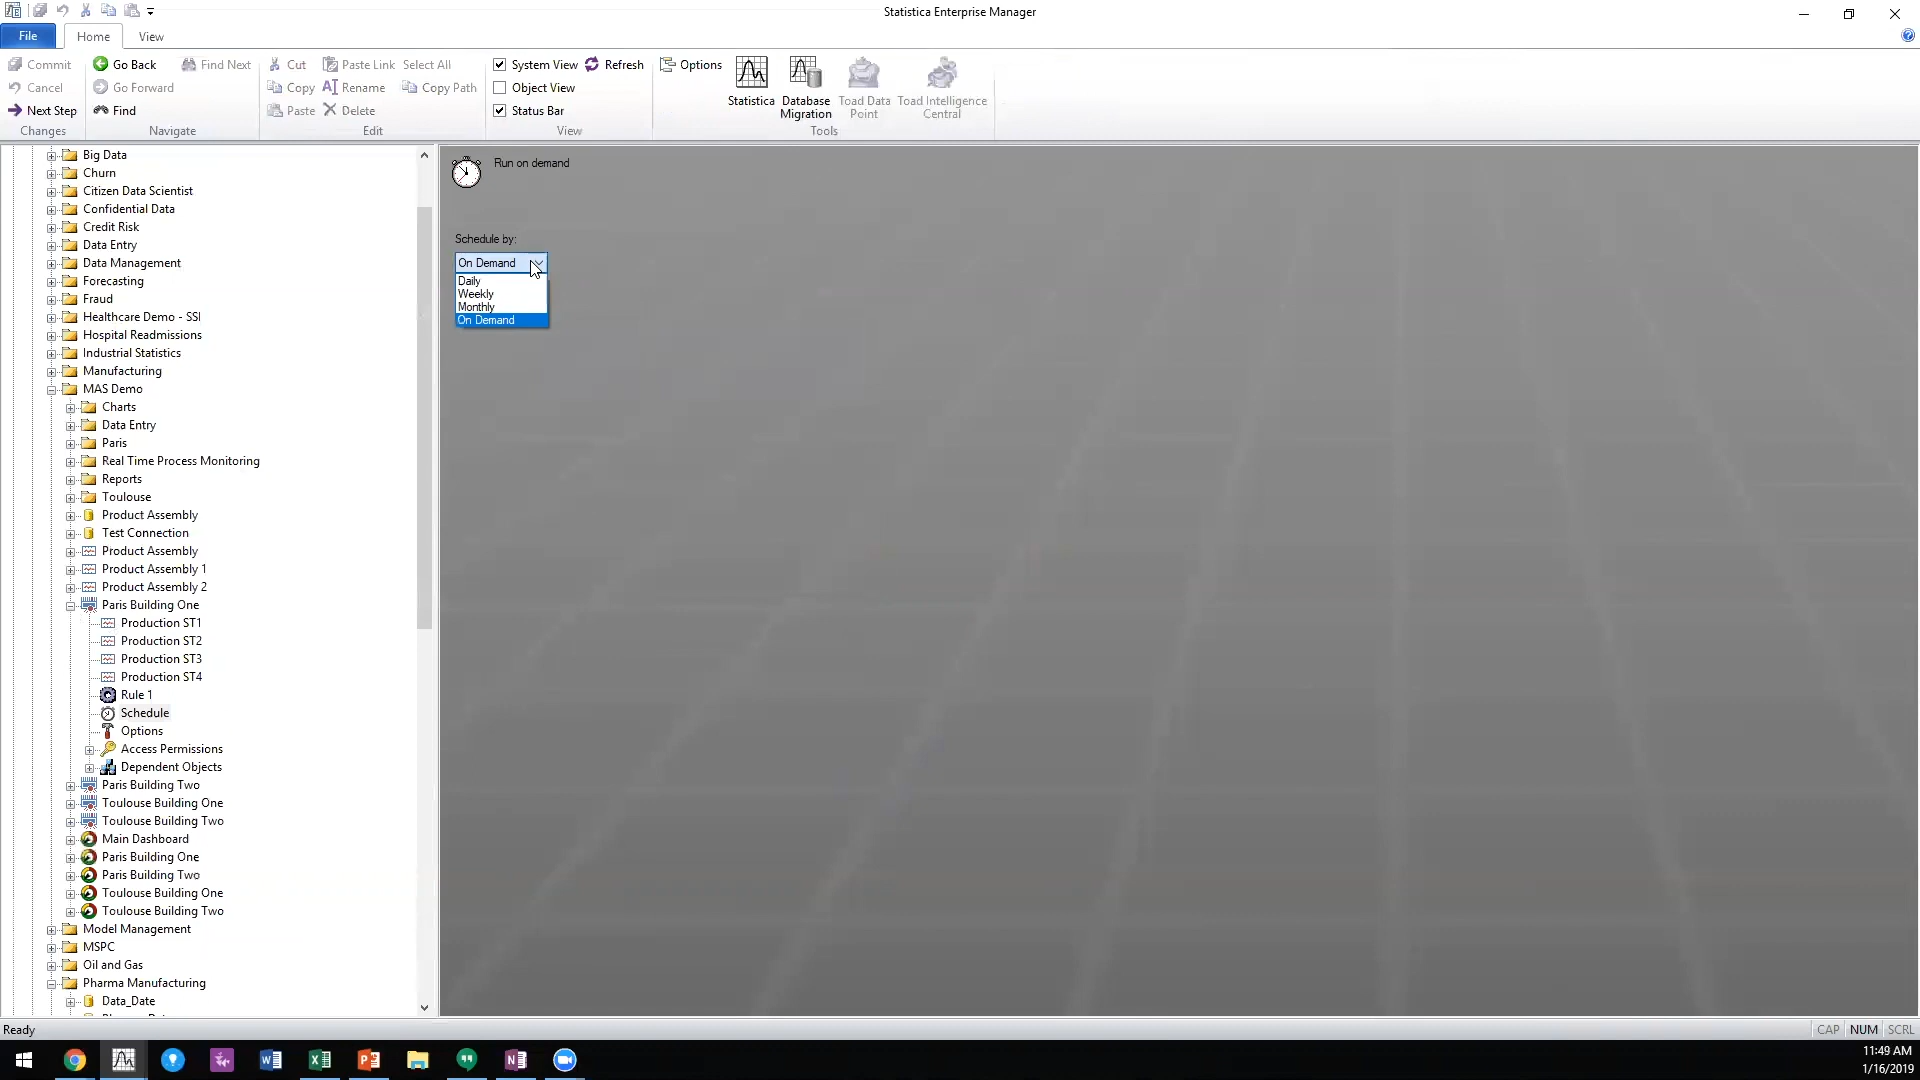 Statistica Enterprise Manager
File
Home
View
Commit
Cancel
Next Step
Changes
Go Back
Go Forward
Find
Find Next
Navigate
Cut
Copy
Paste
Paste Link
Rename
Delete
Select All
Copy Path
Edit
System View
Object View
Status Bar
Refresh
View
Options
Statistica
Database
Migration
Toad Data
Point
Toad Intelligence
Central
Tools
Big Data
Churn
Citizen Data Scientist
Confidential Data
Credit Risk
Data Entry
Data Management
Forecasting
Fraud
Healthcare Demo - SSI
Hospital Readmissions
Industrial Statistics
Manufacturing
MAS Demo
Charts
Data Entry
Paris
Real Time Process Monitoring
Reports
Toulouse
Product Assembly
Test Connection
Product Assembly
Product Assembly 1
Product Assembly 2
Paris Building One
Production ST1
Production ST2
Production ST3
Production ST4
Rule 1
Schedule
Options
Access Permissions
Dependent Objects
Paris Building Two
Toulouse Building One
Toulouse Building Two
Main Dashboard
Paris Building One
Paris Building Two
Toulouse Building One
Toulouse Building Two
Model Management
MSPC
Oil and Gas
Pharma Manufacturing
Data_Date
Run on demand
Schedule by:
On Demand
Daily
Weekly
Monthly
On Demand
Ready
CAP NUM SCRL
11:49 AM
1/16/2019